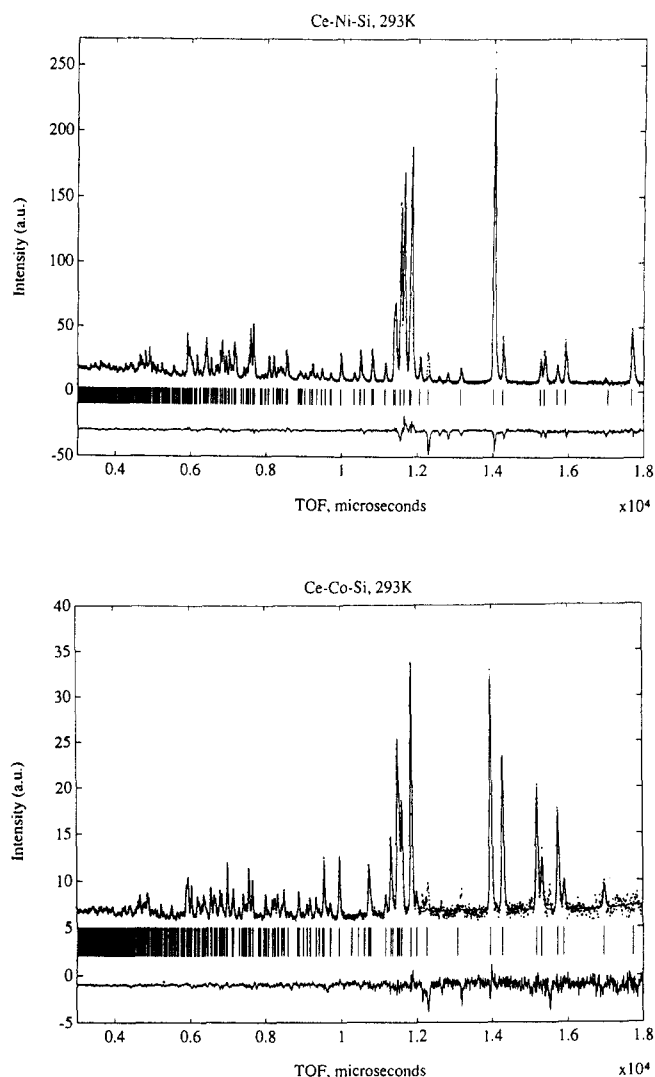 Ce-Ni-Si, 293K
250
200
150
100
50
0
-50
Intensity (a.u.)
0.4 0.6 0.8 1 1.2 1.4 1.6 1.8
TOF, microseconds x10⁴
Ce-Co-Si, 293K
40
35
30
25
20
15
10
5
0
-5
Intensity (a.u.)
0.4 0.6 0.8 1 1.2 1.4 1.6 1.8
TOF, microseconds x10⁴